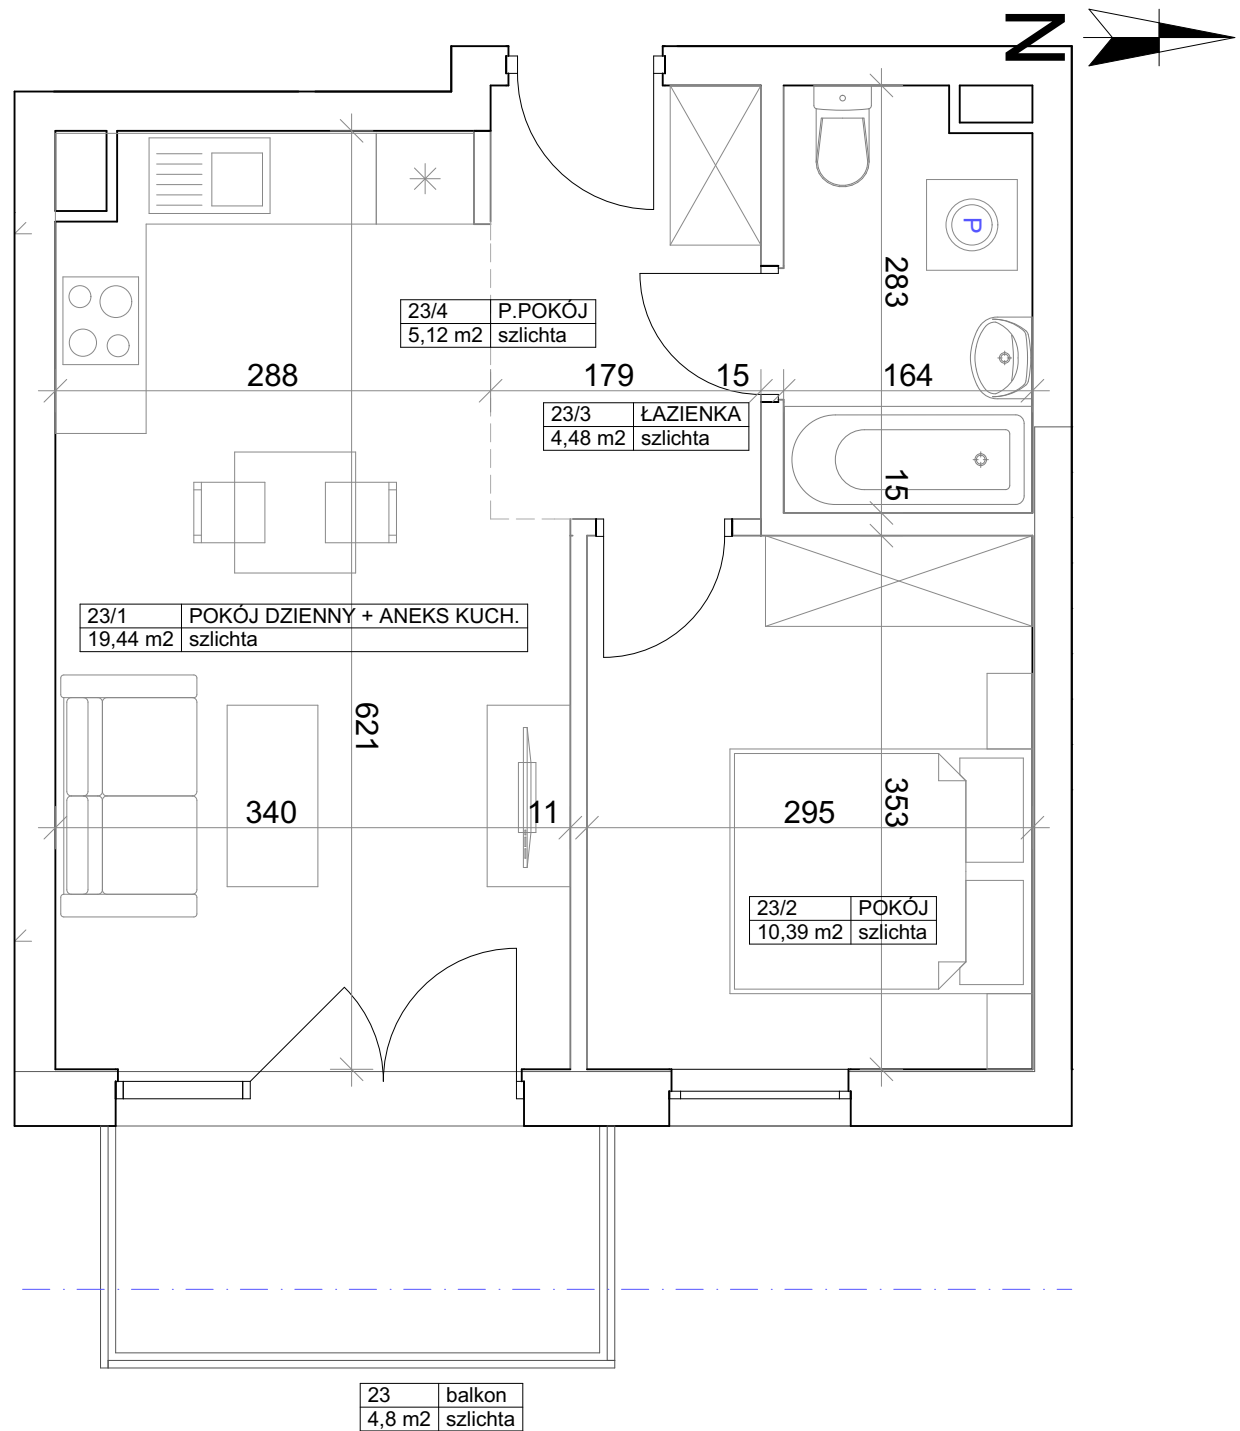 N
P
283
23/4 P.POKÓJ
5,12 m2 szlichta
288 179 15 164
23/3 ŁAZIENKA
4,48 m2 szlichta
15
23/1 POKÓJ DZIENNY + ANEKS KUCH.
19,44 m2 szlichta
621
340 11 295 353
23/2 POKÓJ
10,39 m2 szlichta
23 balkon
4,8 m2 szlichta